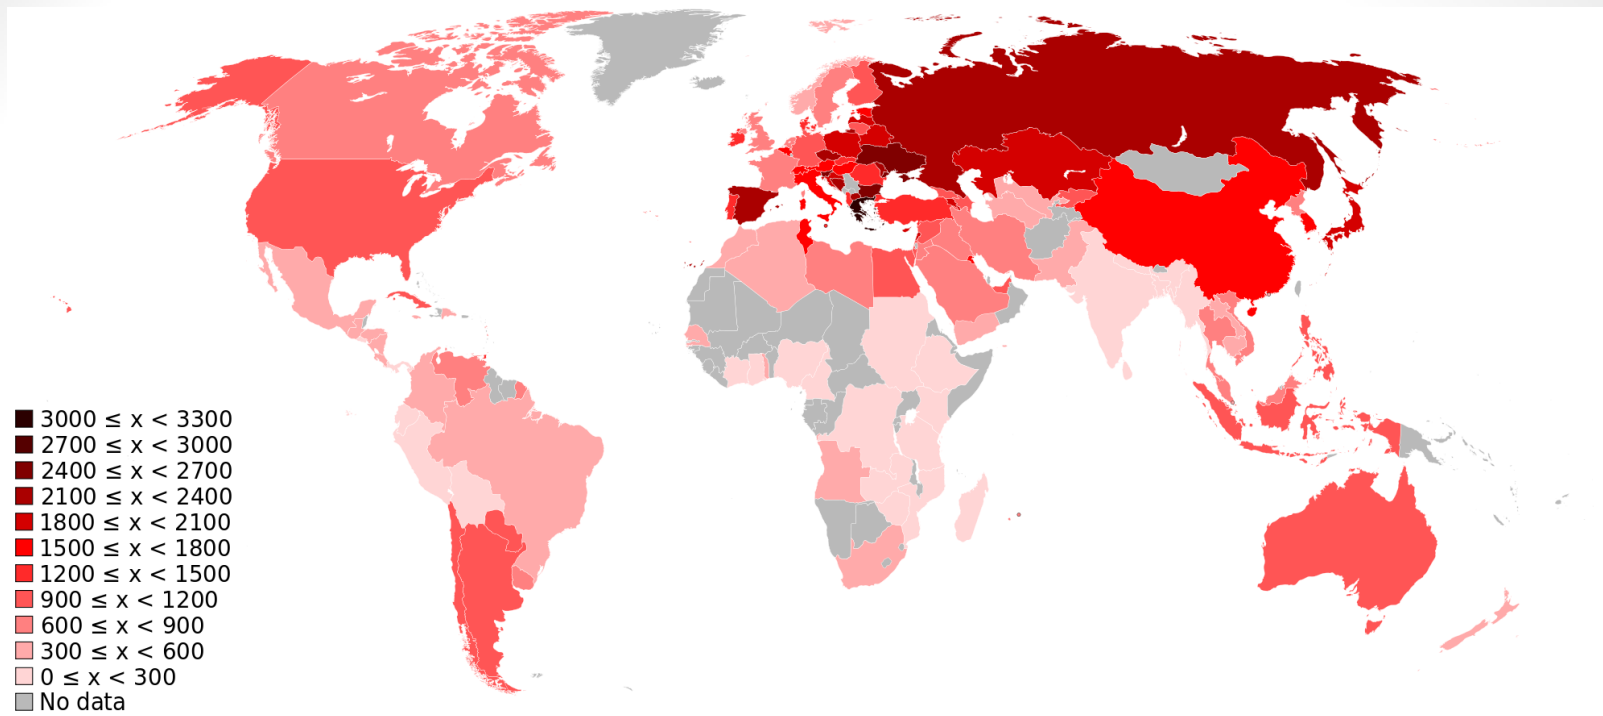 3000 ≤ x < 3300
2700 ≤ x < 3000
2400 ≤ x < 2700
2100 ≤ x < 2400
1800 ≤ x < 2100
1500 ≤ x < 1800
1200 ≤ x < 1500
900 ≤ x < 1200
600 ≤ x < 900
300 ≤ x < 600
0 ≤ x < 300
No data